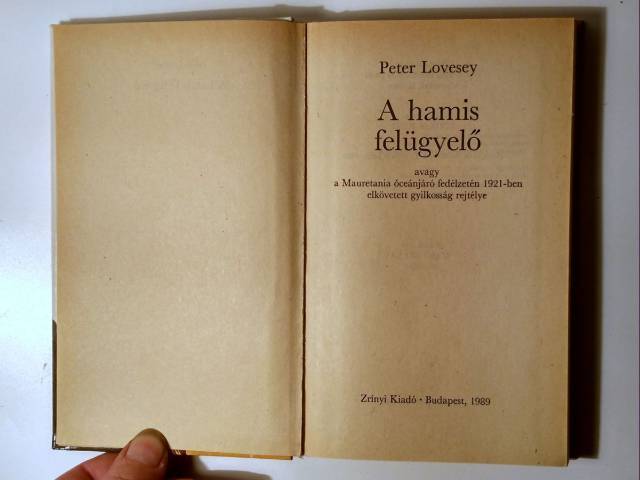 Peter Lovesey
A hamis
felügyelő
avagy
a Mauretania óceánjáró fedélzetén 1921-ben
elkövetett gyilkosság rejtélye
Zrínyi Kiadó • Budapest, 1989